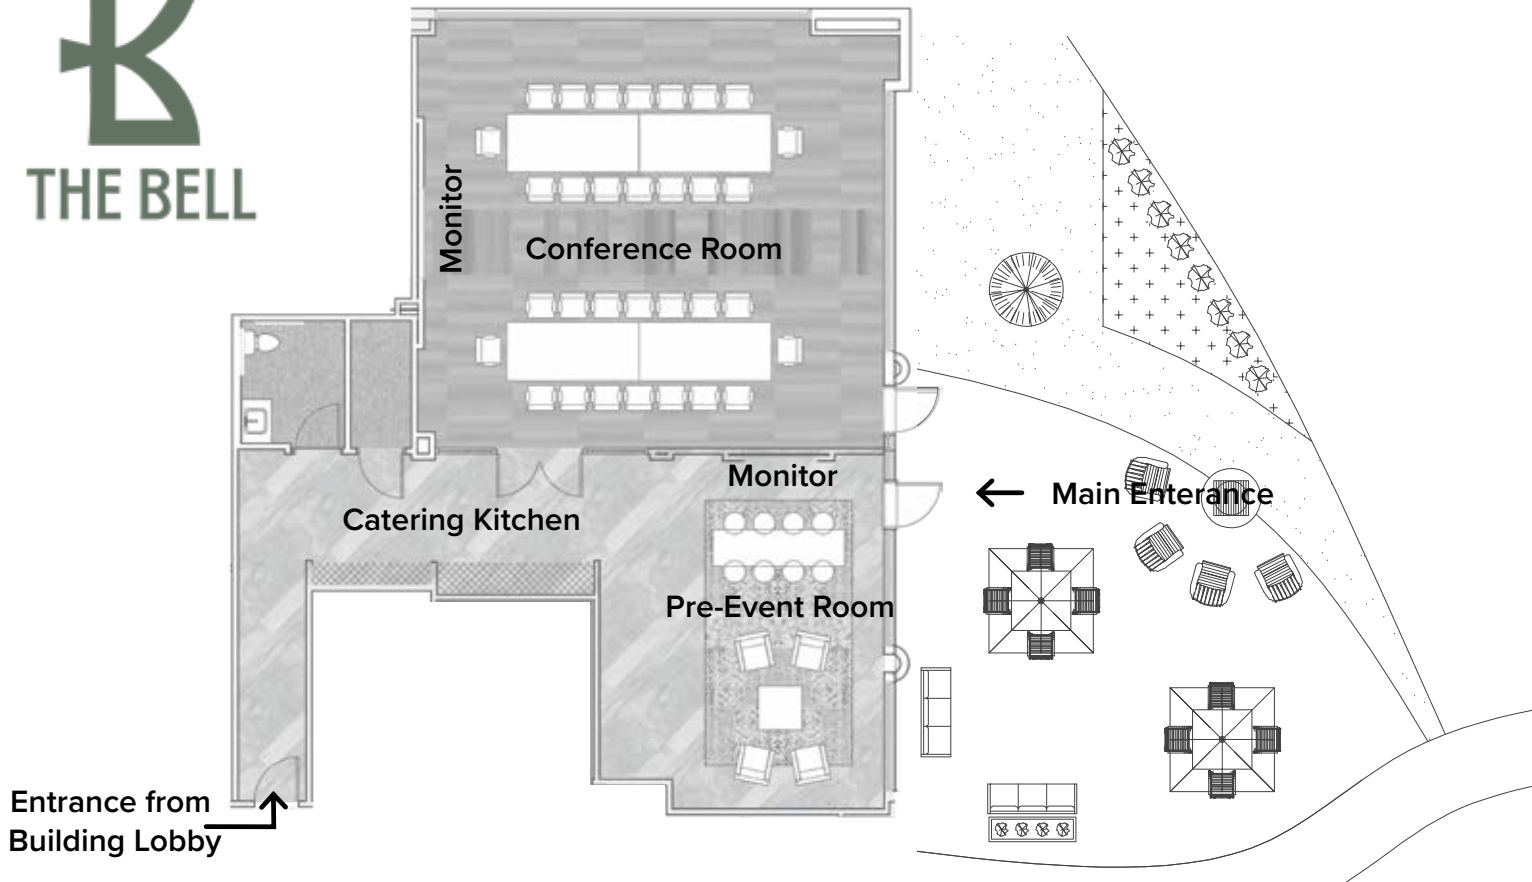 THE BELL
Monitor
Conference Room
Monitor
Main Enterance
Catering Kitchen
Pre-Event Room
Entrance from
Building Lobby